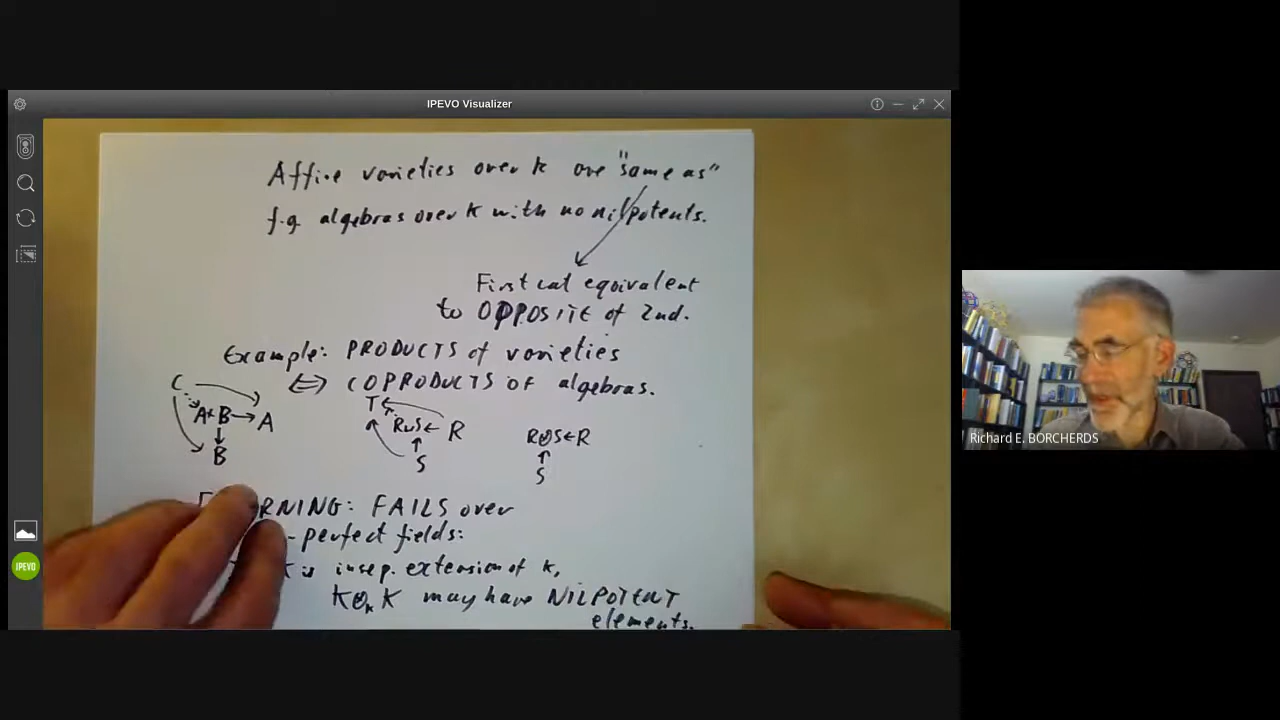 IPEVO Visualizer
Affine varieties over k are "same as"
f.g algebras over k with no nilpotents.
First cat equivalent
to OPPOSITE of 2nd.
Example: PRODUCTS of varieties
⇔ COPRODUCTS of algebras.
C
A×B → A
B
T
R∪S ← R
S
R⊗S ← R
S
RNING: FAILS over
-perfect fields:
K is insep. extension of k,
K⊗ₖK may have NILPOTENT
elements.
Richard E. BORCHERDS
IPEVO